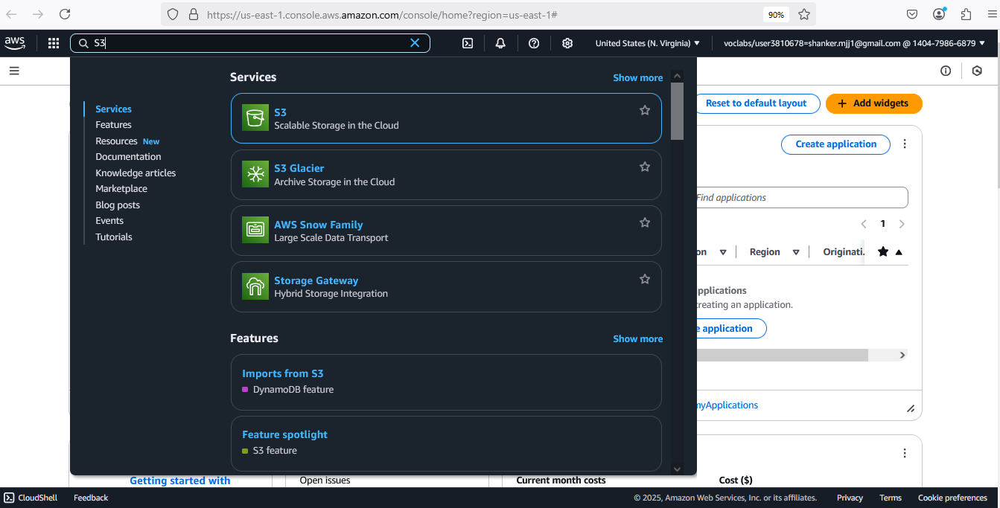 https://us-east-1.console.aws.amazon.com/console/home?region=us-east-1#
90%
aws
S3
United States (N. Virginia)
voclabs/user3810678=shanker.mjj1@gmail.com @ 1404-7986-6879
Services
Features
Resources New
Documentation
Knowledge articles
Marketplace
Blog posts
Events
Tutorials
Services
Show more
S3
Scalable Storage in the Cloud
S3 Glacier
Archive Storage in the Cloud
AWS Snow Family
Large Scale Data Transport
Storage Gateway
Hybrid Storage Integration
Features
Show more
Imports from S3
DynamoDB feature
Feature spotlight
S3 feature
Reset to default layout
+ Add widgets
Create application
Find applications
1
on
Region
Originati.
pplications
creating an application.
e application
myApplications
Getting started with
Open issues
Current month costs
Cost ($)
CloudShell
Feedback
© 2025, Amazon Web Services, Inc. or its affiliates.
Privacy
Terms
Cookie preferences